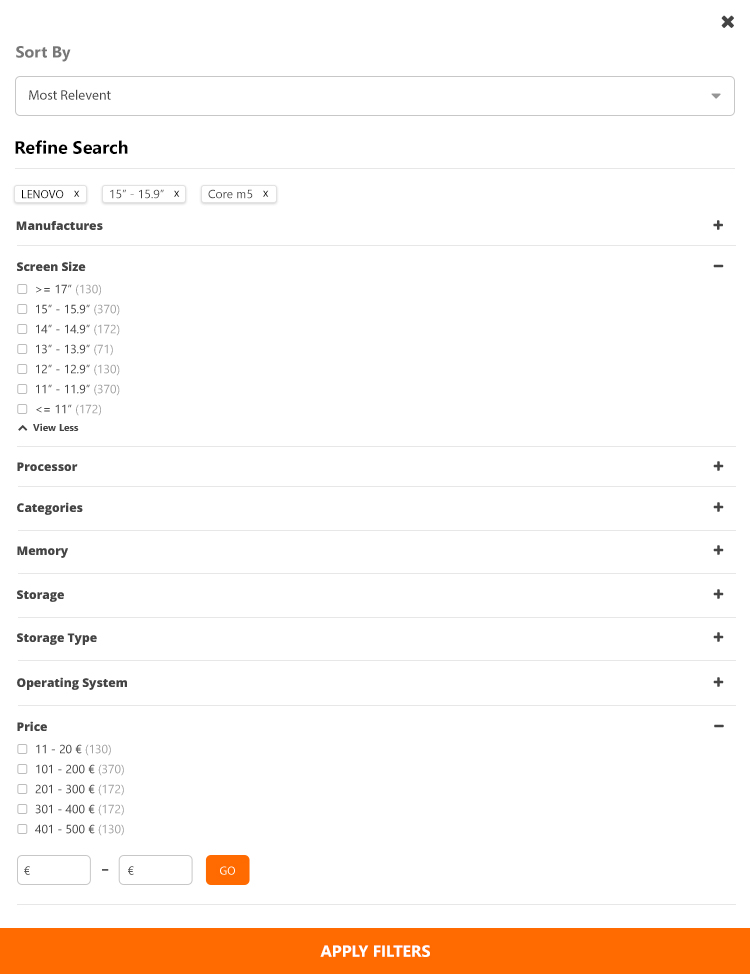 ✖
Sort By
Most Relevent
Refine Search
LENOVO x 15” - 15.9” x Core m5 x
Manufactures +
Screen Size −
>= 17” (130)
15” - 15.9” (370)
14” - 14.9” (172)
13” - 13.9” (71)
12” - 12.9” (130)
11” - 11.9” (370)
<= 11” (172)
View Less
Processor +
Categories +
Memory +
Storage +
Storage Type +
Operating System +
Price −
11 - 20 € (130)
101 - 200 € (370)
201 - 300 € (172)
301 - 400 € (172)
401 - 500 € (130)
€ – € GO
APPLY FILTERS